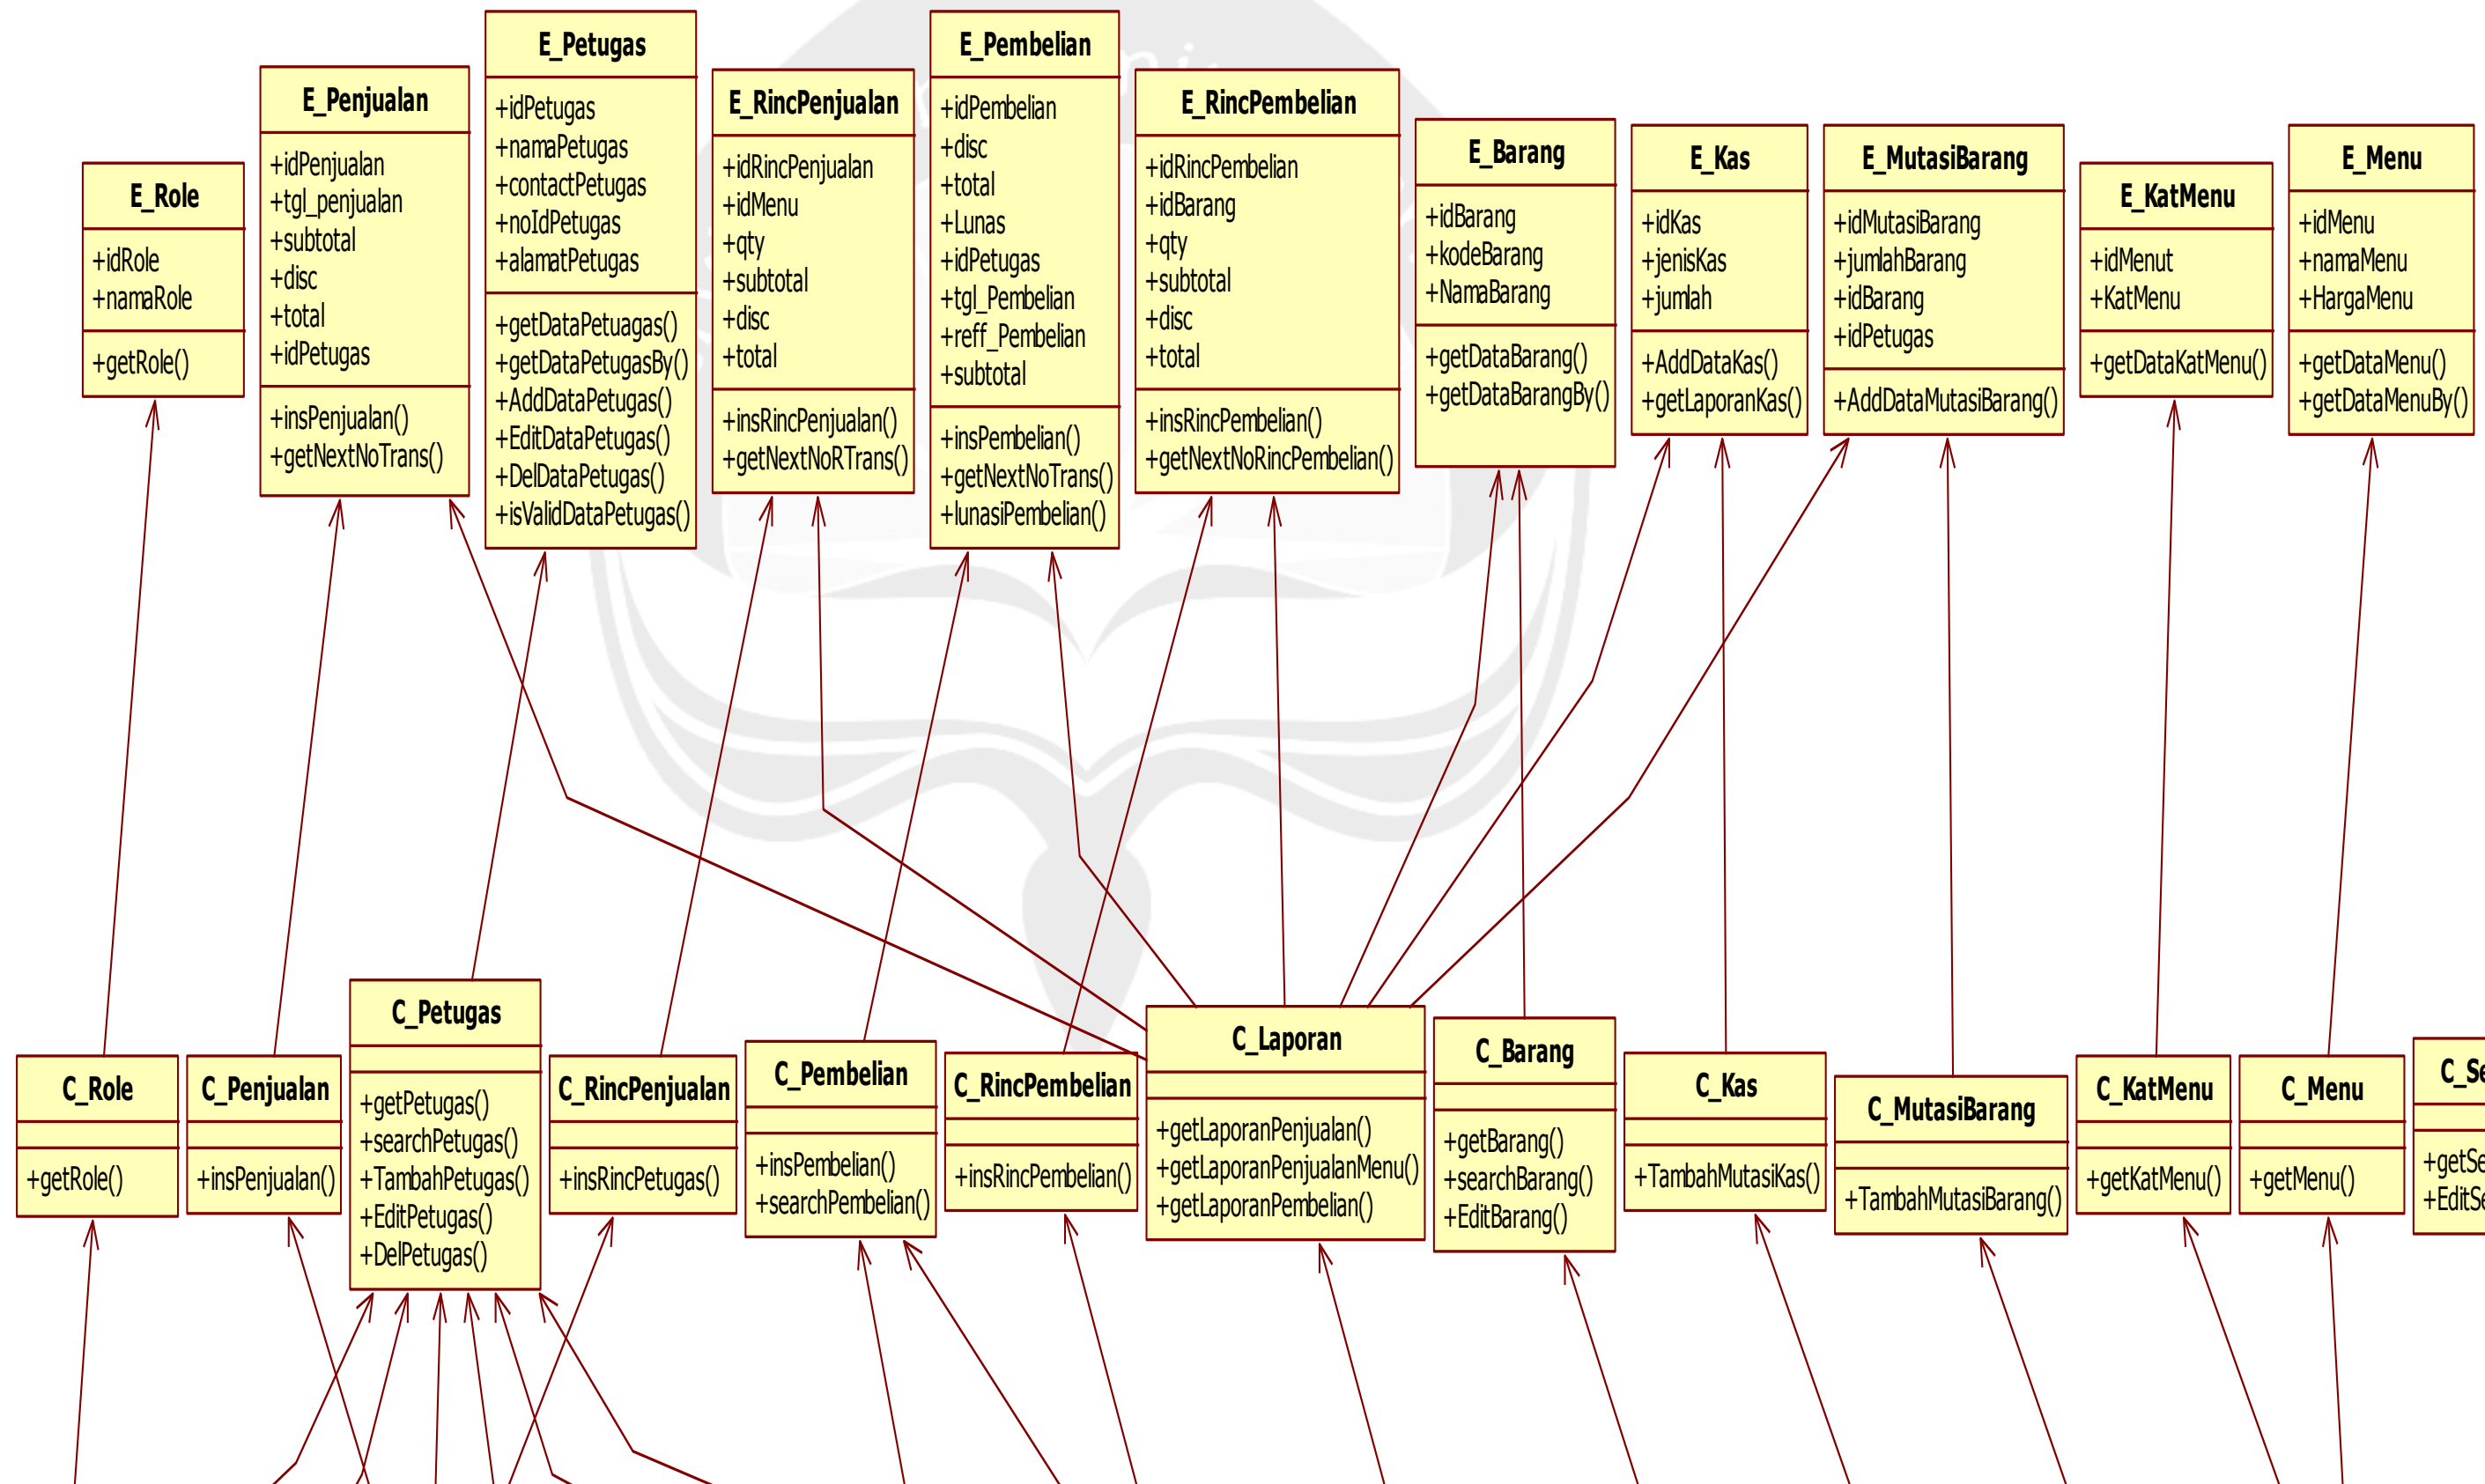 E_Role
+idRole
+namaRole
+getRole()
E_Penjualan
+idPenjualan
+tgl_penjualan
+subtotal
+disc
+total
+idPetugas
+insPenjualan()
+getNextNoTrans()
E_Petugas
+idPetugas
+namaPetugas
+contactPetugas
+noIdPetugas
+alamatPetugas
+getDataPetuagas()
+getDataPetugasBy()
+AddDataPetugas()
+EditDataPetugas()
+DelDataPetugas()
+isValidDataPetugas()
E_RincPenjualan
+idRincPenjualan
+idMenu
+qty
+subtotal
+disc
+total
+insRincPenjualan()
+getNextNoRTrans()
E_Pembelian
+idPembelian
+disc
+total
+Lunas
+idPetugas
+tgl_Pembelian
+reff_Pembelian
+subtotal
+insPembelian()
+getNextNoTrans()
+lunasiPembelian()
E_RincPembelian
+idRincPembelian
+idBarang
+qty
+subtotal
+disc
+total
+insRincPembelian()
+getNextNoRincPembelian()
E_Barang
+idBarang
+kodeBarang
+NamaBarang
+getDataBarang()
+getDataBarangBy()
E_Kas
+idKas
+jenisKas
+jumlah
+AddDataKas()
+getLaporanKas()
E_MutasiBarang
+idMutasiBarang
+jumlahBarang
+idBarang
+idPetugas
+AddDataMutasiBarang()
E_KatMenu
+idMenut
+KatMenu
+getDataKatMenu()
E_Menu
+idMenu
+namaMenu
+HargaMenu
+getDataMenu()
+getDataMenuBy()
C_Role
+getRole()
C_Penjualan
+insPenjualan()
C_Petugas
+getPetugas()
+searchPetugas()
+TambahPetugas()
+EditPetugas()
+DelPetugas()
C_RincPenjualan
+insRincPetugas()
C_Pembelian
+insPembelian()
+searchPembelian()
C_RincPembelian
+insRincPembelian()
C_Laporan
+getLaporanPenjualan()
+getLaporanPenjualanMenu()
+getLaporanPembelian()
C_Barang
+getBarang()
+searchBarang()
+EditBarang()
C_Kas
+TambahMutasiKas()
C_MutasiBarang
+TambahMutasiBarang()
C_KatMenu
+getKatMenu()
C_Menu
+getMenu()